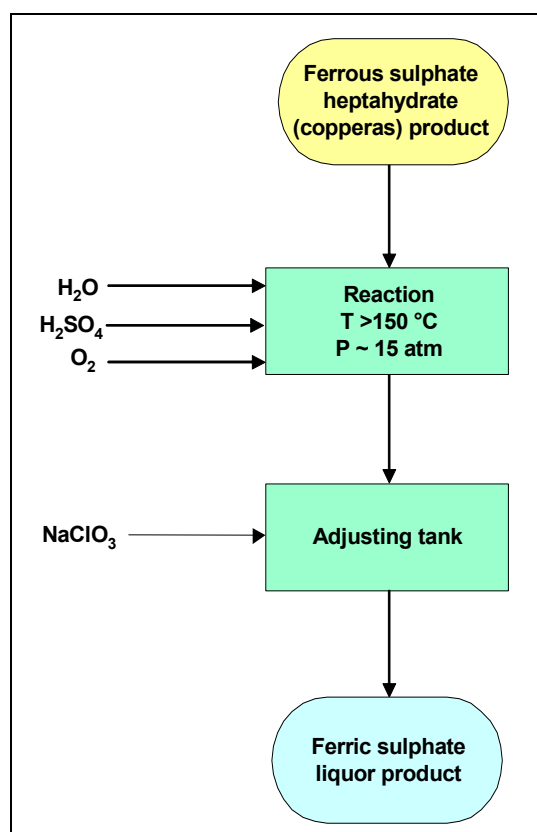 Ferrous sulphate
heptahydrate
(copperas) product
H₂O
H₂SO₄
O₂
Reaction
T >150 °C
P ~ 15 atm
NaClO₃
Adjusting tank
Ferric sulphate
liquor product